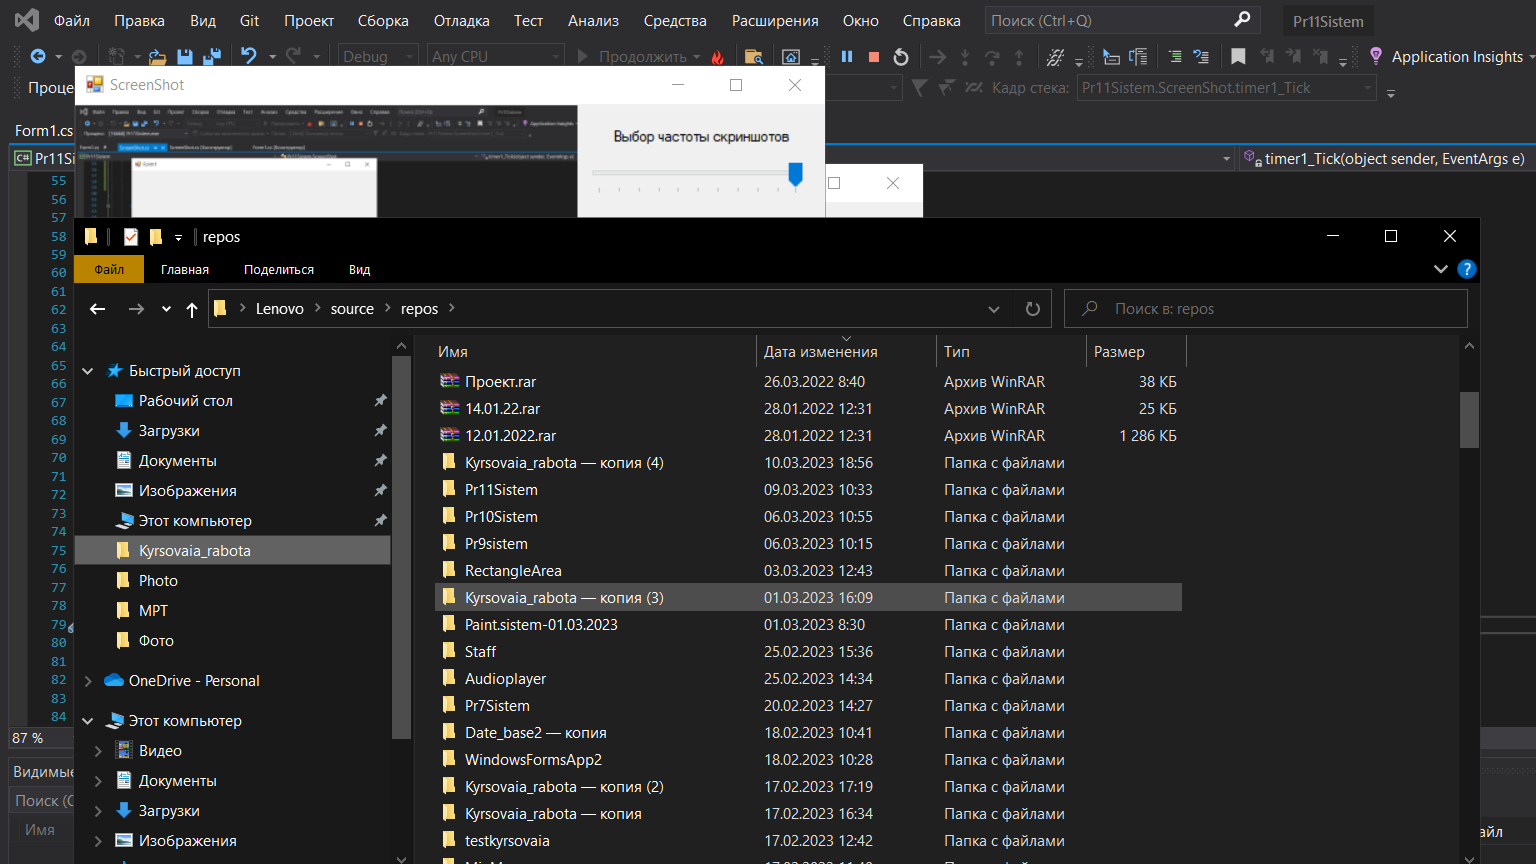 Файл Правка Вид Git Проект Сборка Отладка Тест Анализ Средства Расширения Окно Справка Поиск (Ctrl+Q) Pr11Sistem
Debug Any CPU Продолжить Application Insights
Проце
ScreenShot
Кадр стека: Pr11Sistem.ScreenShot.timer1_Tick
Form1.cs
Выбор частоты скриншотов
C# Pr11Si
timer1_Tick(object sender, EventArgs e)
55
56
57
58
59
60
61
62
63
64
65
66
67
68
69
70
71
72
73
74
75
76
77
78
79
80
81
82
83
84
87 %
Видимые
Поиск (C
Имя
айл
repos
Файл Главная Поделиться Вид
Lenovo source repos
Поиск в: repos
Быстрый доступ
Рабочий стол
Загрузки
Документы
Изображения
Этот компьютер
Kyrsovaia_rabota
Photo
МРТ
Фото
OneDrive - Personal
Этот компьютер
Видео
Документы
Загрузки
Изображения
Имя Дата изменения Тип Размер
Проект.rar 26.03.2022 8:40 Архив WinRAR 38 КБ
14.01.22.rar 28.01.2022 12:31 Архив WinRAR 25 КБ
12.01.2022.rar 28.01.2022 12:31 Архив WinRAR 1 286 КБ
Kyrsovaia_rabota — копия (4) 10.03.2023 18:56 Папка с файлами
Pr11Sistem 09.03.2023 10:33 Папка с файлами
Pr10Sistem 06.03.2023 10:55 Папка с файлами
Pr9sistem 06.03.2023 10:15 Папка с файлами
RectangleArea 03.03.2023 12:43 Папка с файлами
Kyrsovaia_rabota — копия (3) 01.03.2023 16:09 Папка с файлами
Paint.sistem-01.03.2023 01.03.2023 8:30 Папка с файлами
Staff 25.02.2023 15:36 Папка с файлами
Audioplayer 25.02.2023 14:34 Папка с файлами
Pr7Sistem 20.02.2023 14:27 Папка с файлами
Date_base2 — копия 18.02.2023 10:41 Папка с файлами
WindowsFormsApp2 18.02.2023 10:28 Папка с файлами
Kyrsovaia_rabota — копия (2) 17.02.2023 17:19 Папка с файлами
Kyrsovaia_rabota — копия 17.02.2023 16:34 Папка с файлами
testkyrsovaia 17.02.2023 12:42 Папка с файлами